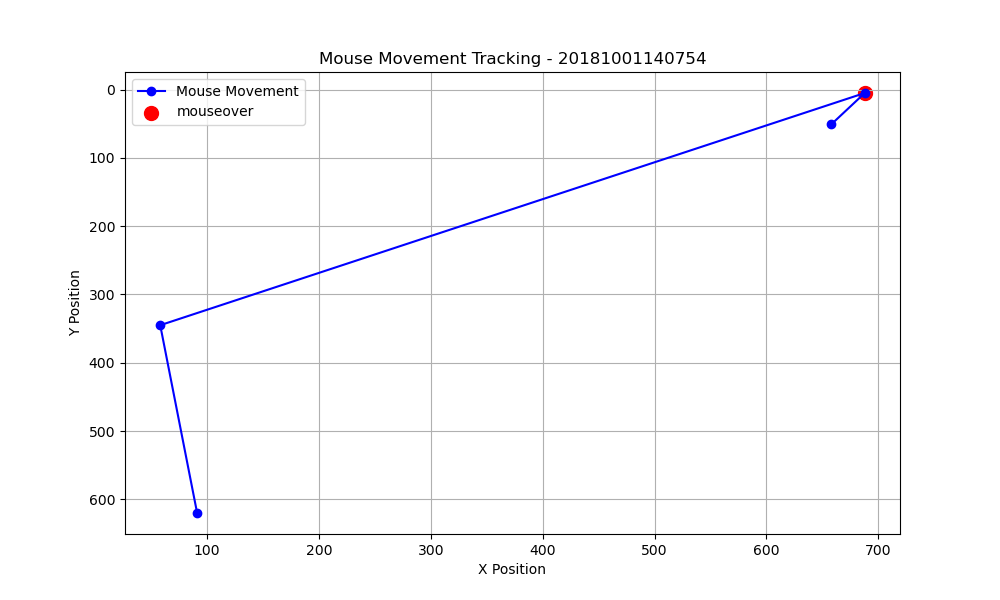 Mouse Movement Tracking - 20181001140754
Mouse Movement
mouseover
0
100
200
300
400
500
600
Y Position
100 200 300 400 500 600 700
X Position